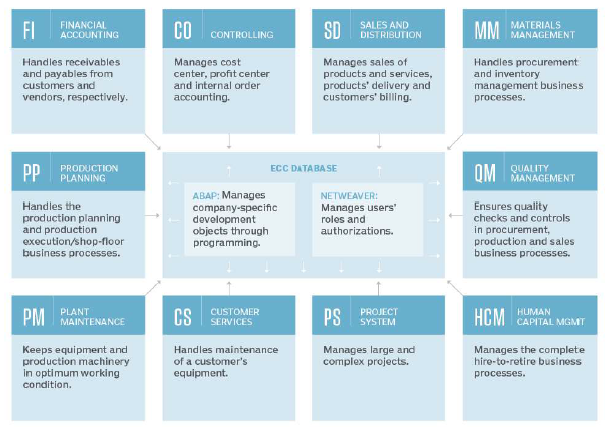 FI FINANCIAL
ACCOUNTING
Handles receivables
and payables from
customers and
vendors, respectively.
CO CONTROLLING
Manages cost
center, profit center
and internal order
accounting.
SD SALES AND
DISTRIBUTION
Manages sales of
products and services,
products' delivery and
customers' billing.
MM MATERIALS
MANAGEMENT
Handles procurement
and inventory
management business
processes.
PP PRODUCTION
PLANNING
Handles the
production planning
and production
execution/shop-floor
business processes.
ECC DATABASE
ABAP: Manages
company-specific
development
objects through
programming.
NETWEAVER:
Manages users'
roles and
authorizations.
QM QUALITY
MANAGEMENT
Ensures quality
checks and controls
in procurement,
production and sales
business processes.
PM PLANT
MAINTENANCE
Keeps equipment and
production machinery
in optimum working
condition.
CS CUSTOMER
SERVICES
Handles maintenance
of a customer's
equipment.
PS PROJECT
SYSTEM
Manages large and
complex projects.
HCM HUMAN
CAPITAL MGMT
Manages the complete
hire-to-retire business
processes.